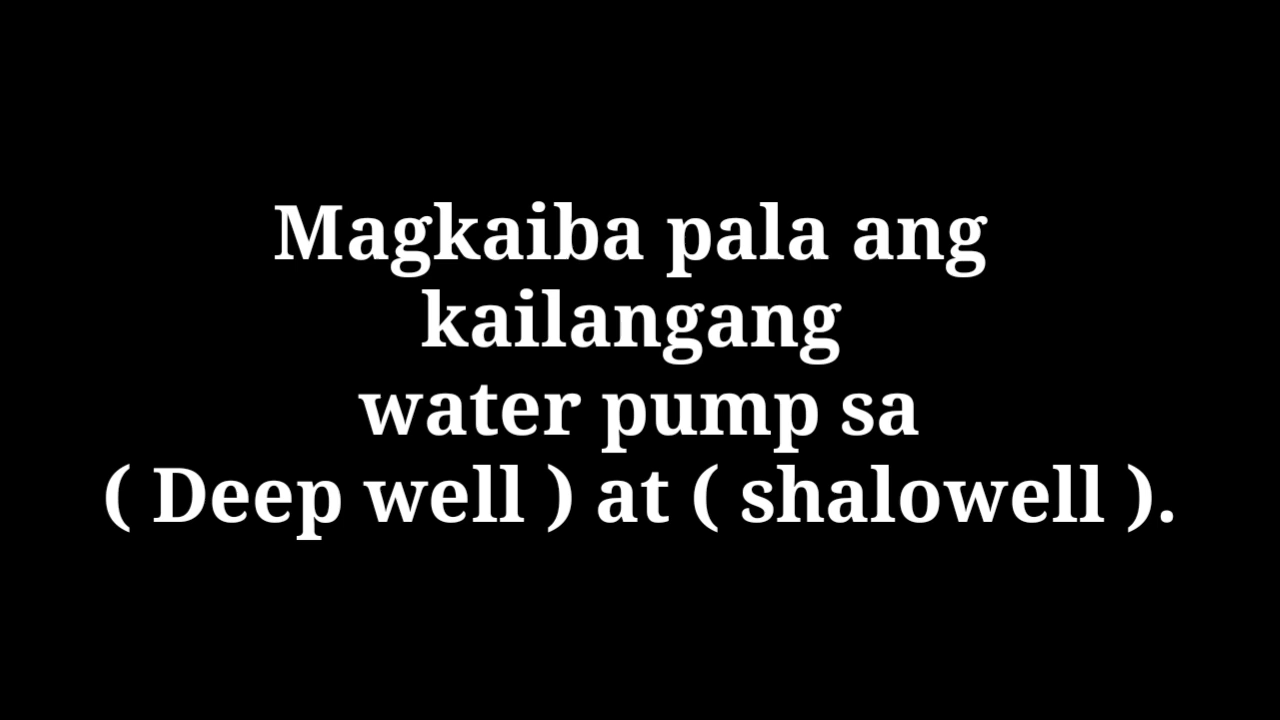 Magkaiba pala ang
kailangang
water pump sa
( Deep well ) at ( shalowell ).